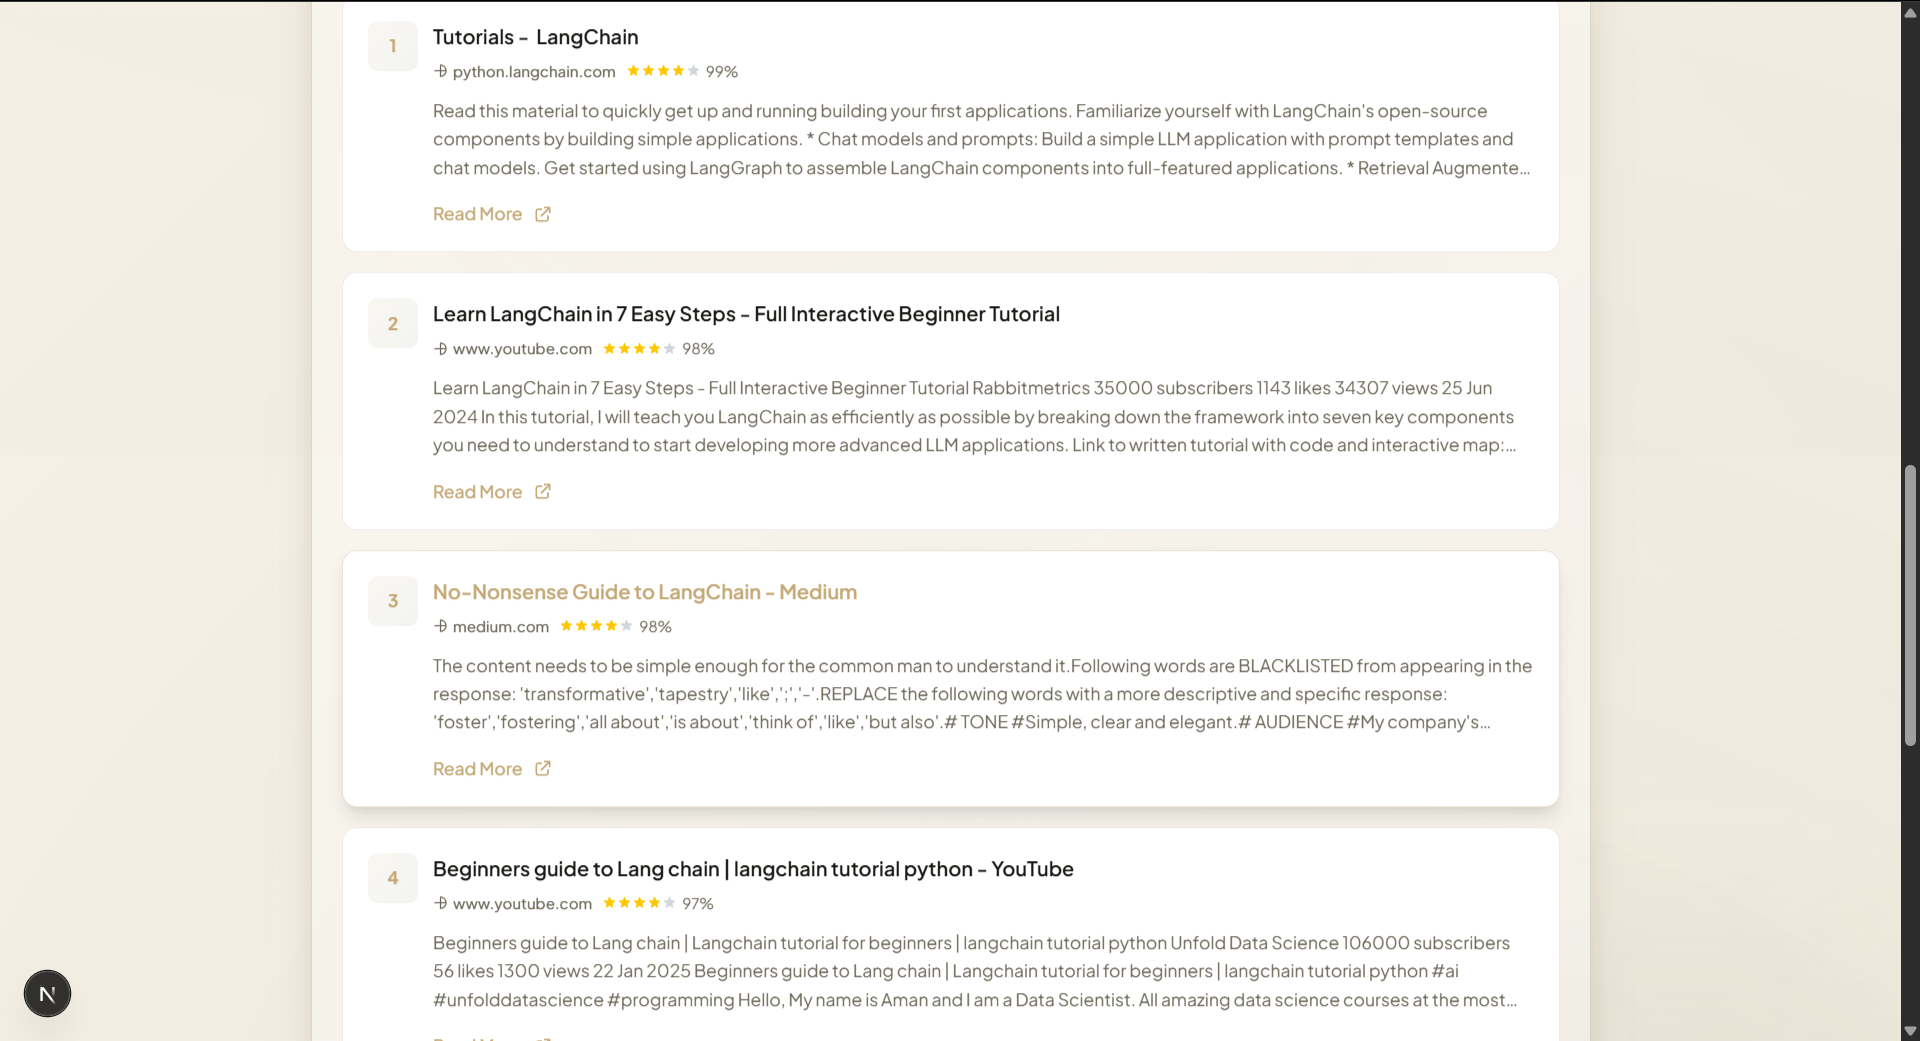 1
Tutorials - LangChain
python.langchain.com 99%
Read this material to quickly get up and running building your first applications. Familiarize yourself with LangChain's open-source
components by building simple applications. * Chat models and prompts: Build a simple LLM application with prompt templates and
chat models. Get started using LangGraph to assemble LangChain components into full-featured applications. * Retrieval Augmente...
Read More
2
Learn LangChain in 7 Easy Steps - Full Interactive Beginner Tutorial
www.youtube.com 98%
Learn LangChain in 7 Easy Steps - Full Interactive Beginner Tutorial Rabbitmetrics 35000 subscribers 1143 likes 34307 views 25 Jun
2024 In this tutorial, I will teach you LangChain as efficiently as possible by breaking down the framework into seven key components
you need to understand to start developing more advanced LLM applications. Link to written tutorial with code and interactive map:...
Read More
3
No-Nonsense Guide to LangChain - Medium
medium.com 98%
The content needs to be simple enough for the common man to understand it.Following words are BLACKLISTED from appearing in the
response: 'transformative','tapestry','like',';','-'.REPLACE the following words with a more descriptive and specific response:
'foster','fostering','all about','is about','think of','like','but also'.# TONE #Simple, clear and elegant.# AUDIENCE #My company's...
Read More
4
Beginners guide to Lang chain | langchain tutorial python - YouTube
www.youtube.com 97%
Beginners guide to Lang chain | Langchain tutorial for beginners | langchain tutorial python Unfold Data Science 106000 subscribers
56 likes 1300 views 22 Jan 2025 Beginners guide to Lang chain | Langchain tutorial for beginners | langchain tutorial python #ai
#unfolddatascience #programming Hello, My name is Aman and I am a Data Scientist. All amazing data science courses at the most...
N